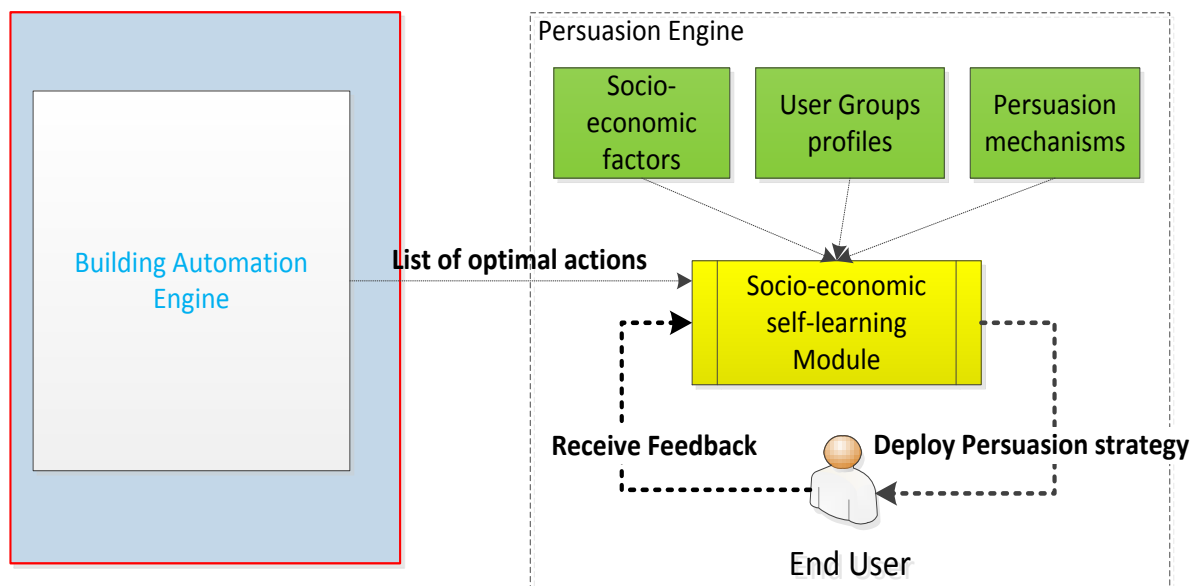 Persuasion Engine
Socio-
economic
factors
User Groups
profiles
Persuasion
mechanisms
Building Automation
Engine
List of optimal actions
Socio-economic
self-learning
Module
Receive Feedback
Deploy Persuasion strategy
End User